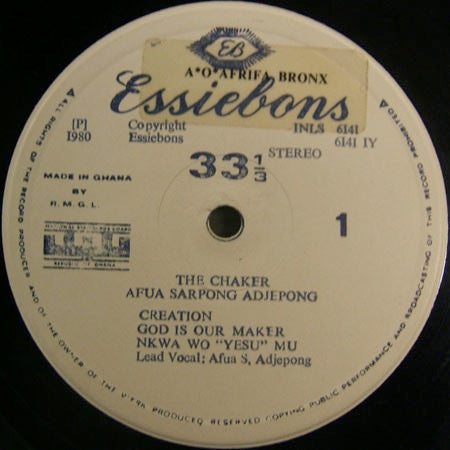 EB
A*O*AFRIFA BRONX
Essiebons
[P]
1980
Copyright
Essiebons
INLS 6141
6141 IY
33 1/3
STEREO
MADE IN GHANA
BY
R.M.G.L.
1
THE CHAKER
AFUA SARPONG ADJEPONG
CREATION
GOD IS OUR MAKER
NKWA WO "YESU" MU
Lead Vocal: Afua S, Adjepong
ALL RIGHTS OF THE RECORD PRODUCER AND OF THE OWNER OF THE WORK PRODUCED RESERVED COPYING PUBLIC PERFORMANCE AND BROADCASTING OF THIS RECORD PROHIBITED